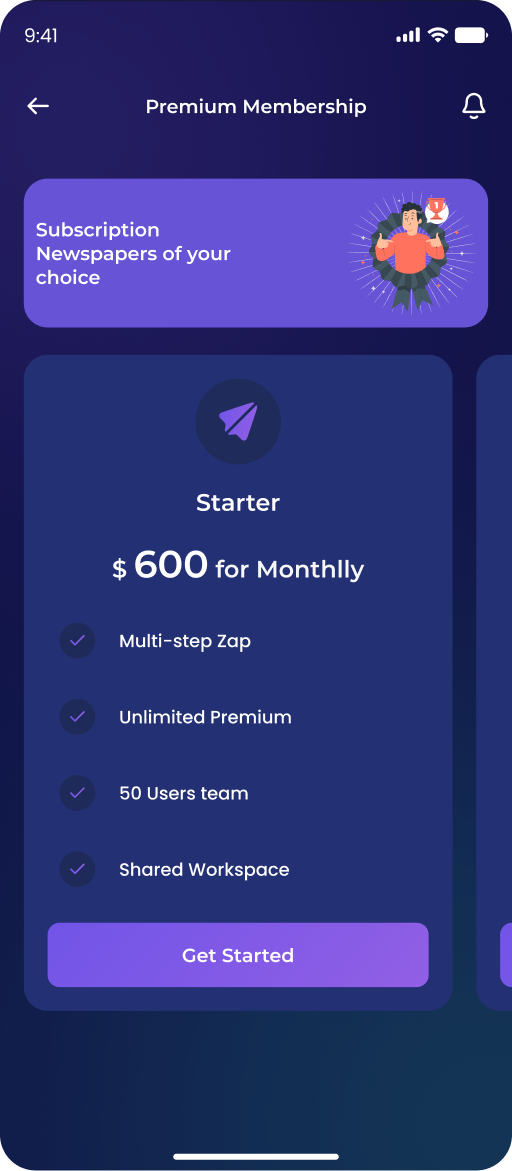 9:41
Premium Membership
Subscription
Newspapers of your
choice
1
Starter
$ 600 for Monthlly
Multi-step Zap
Unlimited Premium
50 Users team
Shared Workspace
Get Started